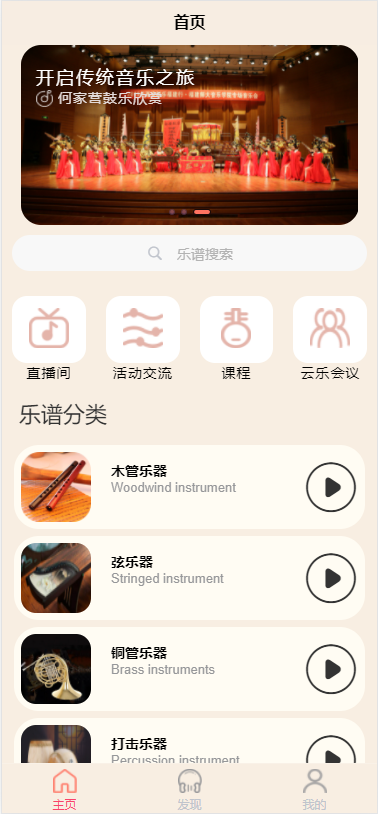 首页
开启传统音乐之旅
何家营鼓乐欣赏
乐谱搜索
直播间
活动交流
课程
云乐会议
乐谱分类
木管乐器
Woodwind instrument
弦乐器
Stringed instrument
铜管乐器
Brass instruments
打击乐器
Percussion instrument
主页
发现
我的